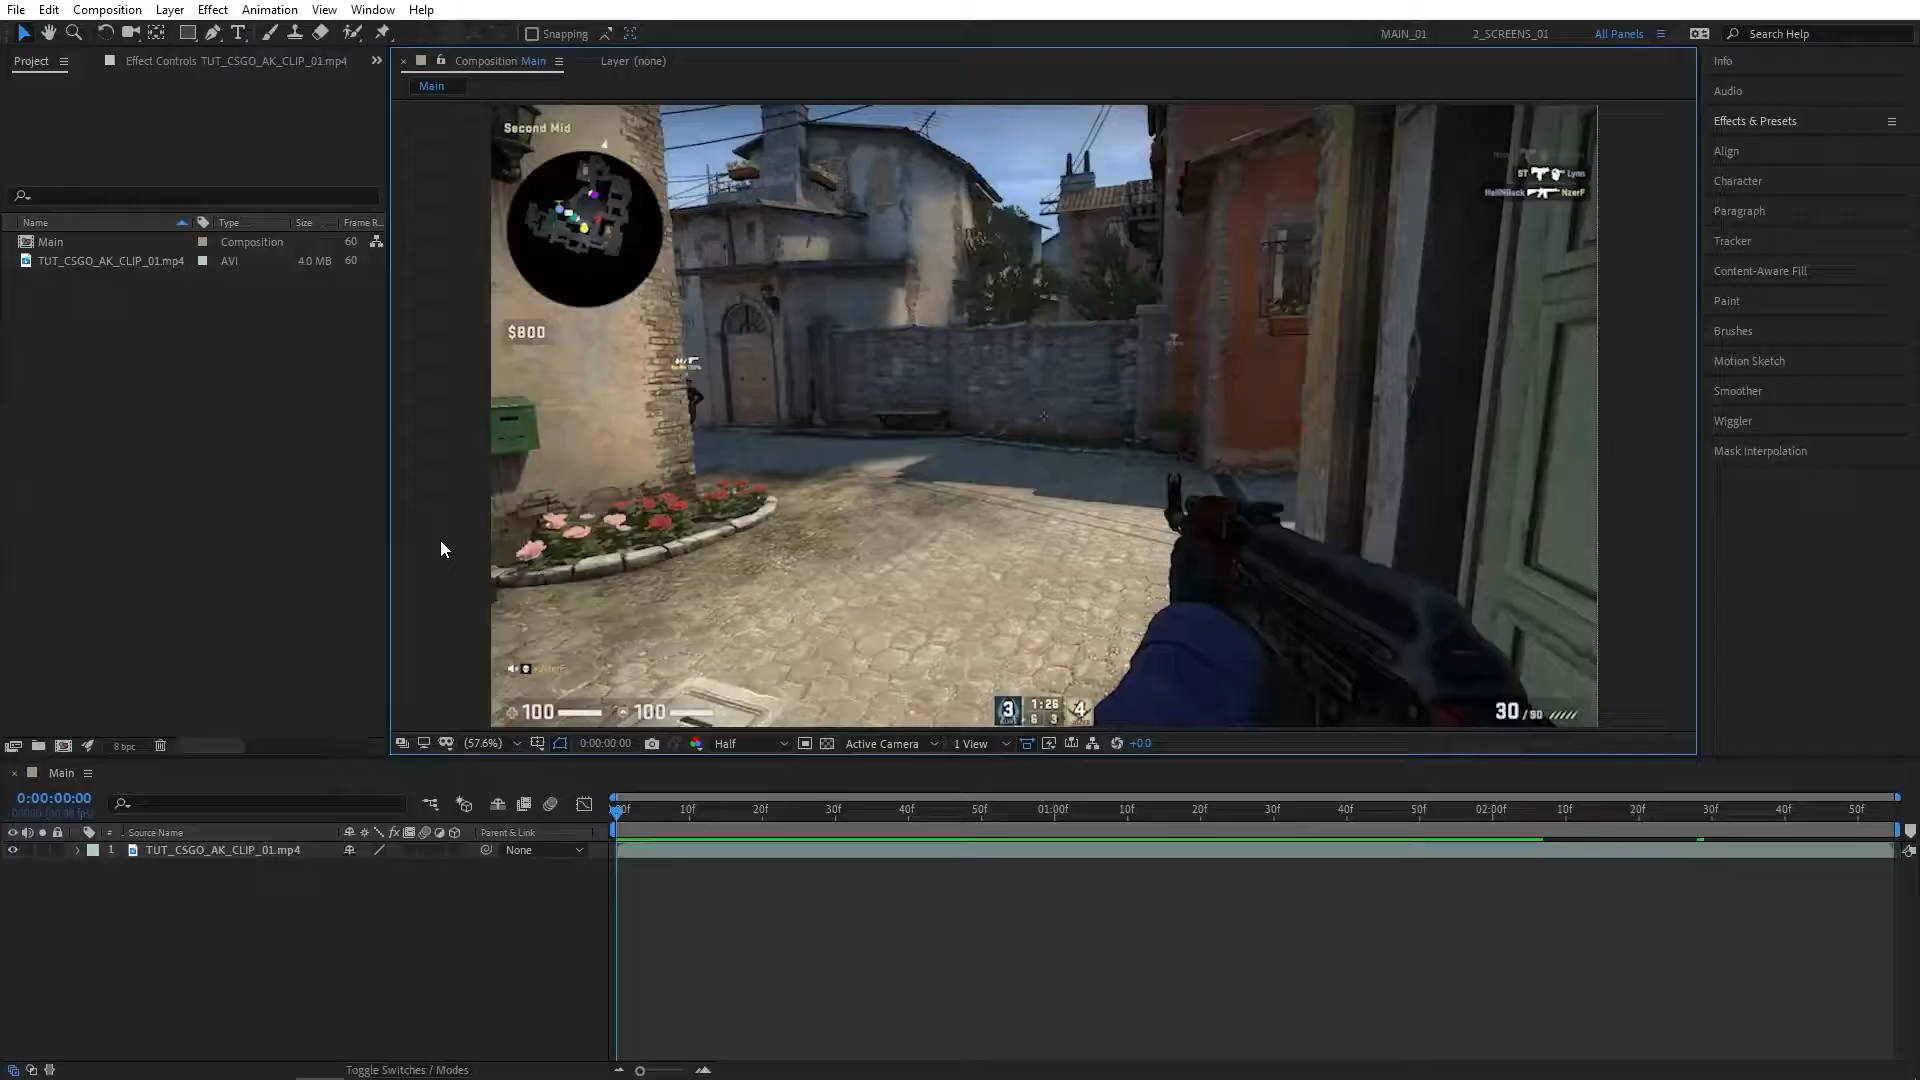 File Edit Composition Layer Effect Animation View Window Help
Snapping
MAIN_01 2_SCREENS_01 All Panels Search Help
Project Effect Controls TUT_CSGO_AK_CLIP_01.mp4
Composition Main Layer (none)
Main
Info
Audio
Effects & Presets
Align
Character
Paragraph
Tracker
Content-Aware Fill
Paint
Brushes
Motion Sketch
Smoother
Wiggler
Mask Interpolation
Name Type Size Frame R...
Main Composition 60
TUT_CSGO_AK_CLIP_01.mp4 AVI 4.0 MB 60
Second Mid
ST Lynn
HellNBack NzerF
$800
100 100
3 1:26 4
6 3
30 / 90
8 bpc
(57.6%) 0:00:00:00 Half Active Camera 1 View +0.0
Main
0:00:00:00
# Source Name Parent & Link
1 TUT_CSGO_AK_CLIP_01.mp4 None
10f 20f 30f 40f 50f 01:00f 10f 20f 30f 40f 50f 02:00f 10f 20f 30f 40f 50f
Toggle Switches / Modes